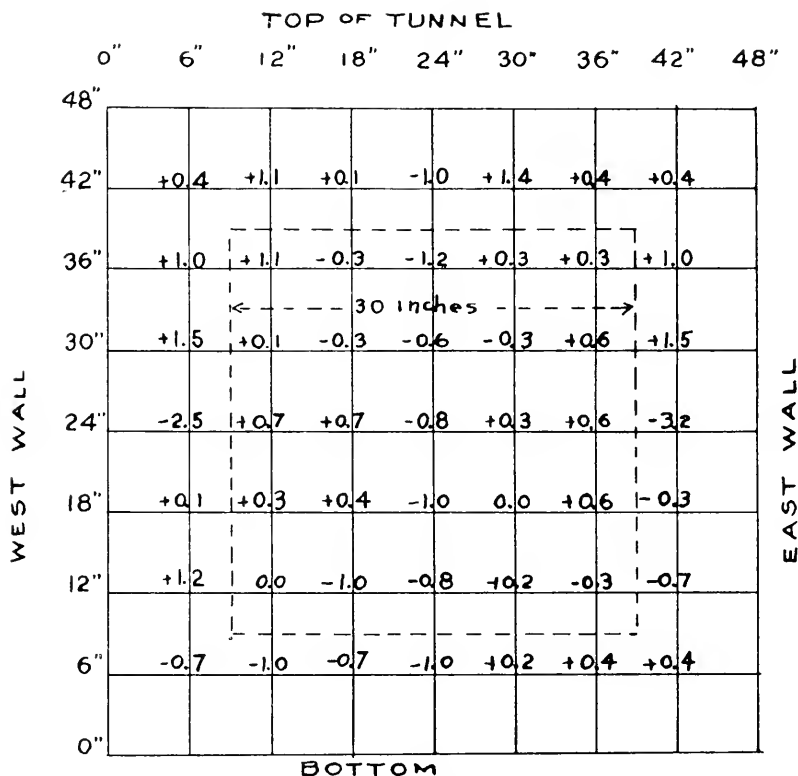 TOP OF TUNNEL
0" 6" 12" 18" 24" 30" 36" 42" 48"
48"
42" +0.4 +1.1 +0.1 -1.0 +1.4 +0.4 +0.4
36" +1.0 +1.1 -0.3 -1.2 +0.3 +0.3 +1.0
30 inches
30" +1.5 +0.1 -0.3 -0.6 -0.3 +0.6 +1.5
24" -2.5 +0.7 +0.7 -0.8 +0.3 +0.6 -3.2
18" +0.1 +0.3 +0.4 -1.0 0.0 +0.6 -0.3
12" +1.2 0.0 -1.0 -0.8 +0.2 -0.3 -0.7
6" -0.7 -1.0 -0.7 -1.0 +0.2 +0.4 +0.4
0"
BOTTOM
WEST WALL
EAST WALL